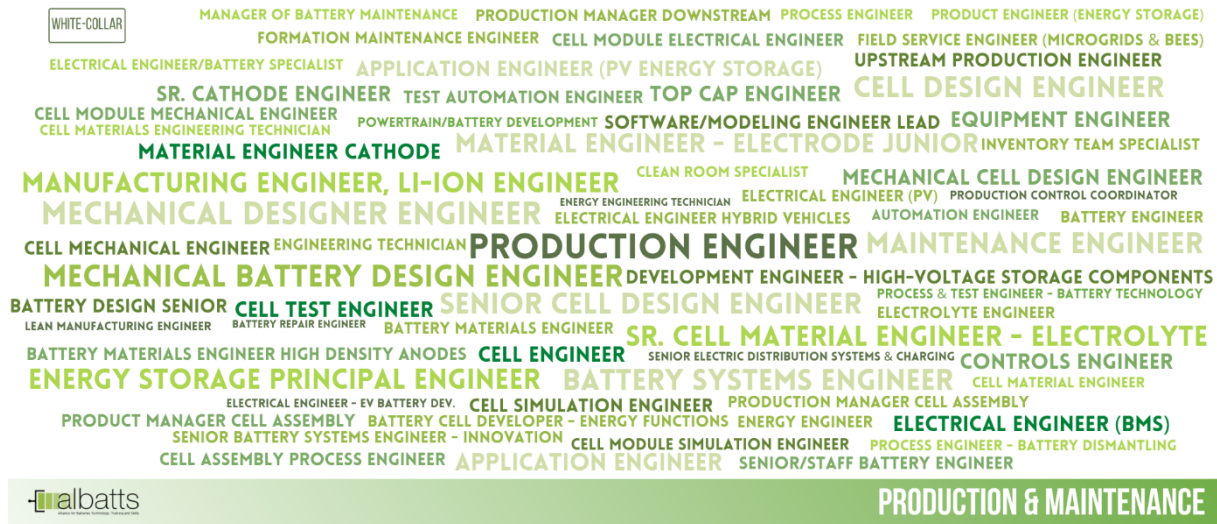 WHITE-COLLAR
MANAGER OF BATTERY MAINTENANCE PRODUCTION MANAGER DOWNSTREAM PROCESS ENGINEER PRODUCT ENGINEER (ENERGY STORAGE)
FORMATION MAINTENANCE ENGINEER CELL MODULE ELECTRICAL ENGINEER FIELD SERVICE ENGINEER (MICROGRIDS & BEES)
ELECTRICAL ENGINEER/BATTERY SPECIALIST APPLICATION ENGINEER (PV ENERGY STORAGE) UPSTREAM PRODUCTION ENGINEER
SR. CATHODE ENGINEER TEST AUTOMATION ENGINEER TOP CAP ENGINEER CELL DESIGN ENGINEER
CELL MODULE MECHANICAL ENGINEER POWERTRAIN/BATTERY DEVELOPMENT SOFTWARE/MODELING ENGINEER LEAD EQUIPMENT ENGINEER
CELL MATERIALS ENGINEERING TECHNICIAN
MATERIAL ENGINEER CATHODE MATERIAL ENGINEER - ELECTRODE JUNIOR INVENTORY TEAM SPECIALIST
MANUFACTURING ENGINEER, LI-ION ENGINEER CLEAN ROOM SPECIALIST MECHANICAL CELL DESIGN ENGINEER
ENERGY ENGINEERING TECHNICIAN ELECTRICAL ENGINEER (PV) PRODUCTION CONTROL COORDINATOR
MECHANICAL DESIGNER ENGINEER ELECTRICAL ENGINEER HYBRID VEHICLES AUTOMATION ENGINEER BATTERY ENGINEER
CELL MECHANICAL ENGINEER ENGINEERING TECHNICIAN PRODUCTION ENGINEER MAINTENANCE ENGINEER
MECHANICAL BATTERY DESIGN ENGINEER DEVELOPMENT ENGINEER - HIGH-VOLTAGE STORAGE COMPONENTS
BATTERY DESIGN SENIOR CELL TEST ENGINEER SENIOR CELL DESIGN ENGINEER PROCESS & TEST ENGINEER - BATTERY TECHNOLOGY
ELECTROLYTE ENGINEER
LEAN MANUFACTURING ENGINEER BATTERY REPAIR ENGINEER BATTERY MATERIALS ENGINEER SR. CELL MATERIAL ENGINEER - ELECTROLYTE
BATTERY MATERIALS ENGINEER HIGH DENSITY ANODES CELL ENGINEER SENIOR ELECTRIC DISTRIBUTION SYSTEMS & CHARGING CONTROLS ENGINEER
ENERGY STORAGE PRINCIPAL ENGINEER BATTERY SYSTEMS ENGINEER CELL MATERIAL ENGINEER
ELECTRICAL ENGINEER - EV BATTERY DEV. CELL SIMULATION ENGINEER PRODUCTION MANAGER CELL ASSEMBLY
PRODUCT MANAGER CELL ASSEMBLY BATTERY CELL DEVELOPER - ENERGY FUNCTIONS ENERGY ENGINEER ELECTRICAL ENGINEER (BMS)
SENIOR BATTERY SYSTEMS ENGINEER - INNOVATION CELL MODULE SIMULATION ENGINEER PROCESS ENGINEER - BATTERY DISMANTLING
CELL ASSEMBLY PROCESS ENGINEER APPLICATION ENGINEER SENIOR/STAFF BATTERY ENGINEER
albatts
Alliance for Batteries Technology, Training and Skills
PRODUCTION & MAINTENANCE